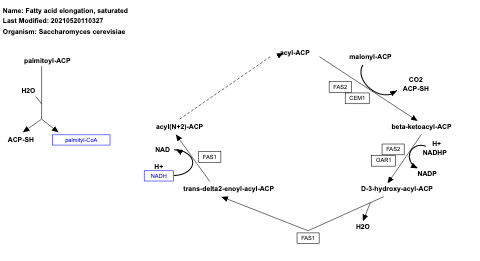 Name: Fatty acid elongation, saturated
Last Modified: 20210520110327
Organism: Saccharomyces cerevisiae
palmitoyl-ACP
H2O
ACP-SH
palmityl-CoA
acyl-ACP
malonyl-ACP
FAS2
CEM1
CO2
ACP-SH
acyl(N+2)-ACP
beta-ketoacyl-ACP
NAD
FAS1
H+
NADH
FAS2
OAR1
H+
NADHP
NADP
trans-delta2-enoyl-acyl-ACP
D-3-hydroxy-acyl-ACP
H2O
FAS1